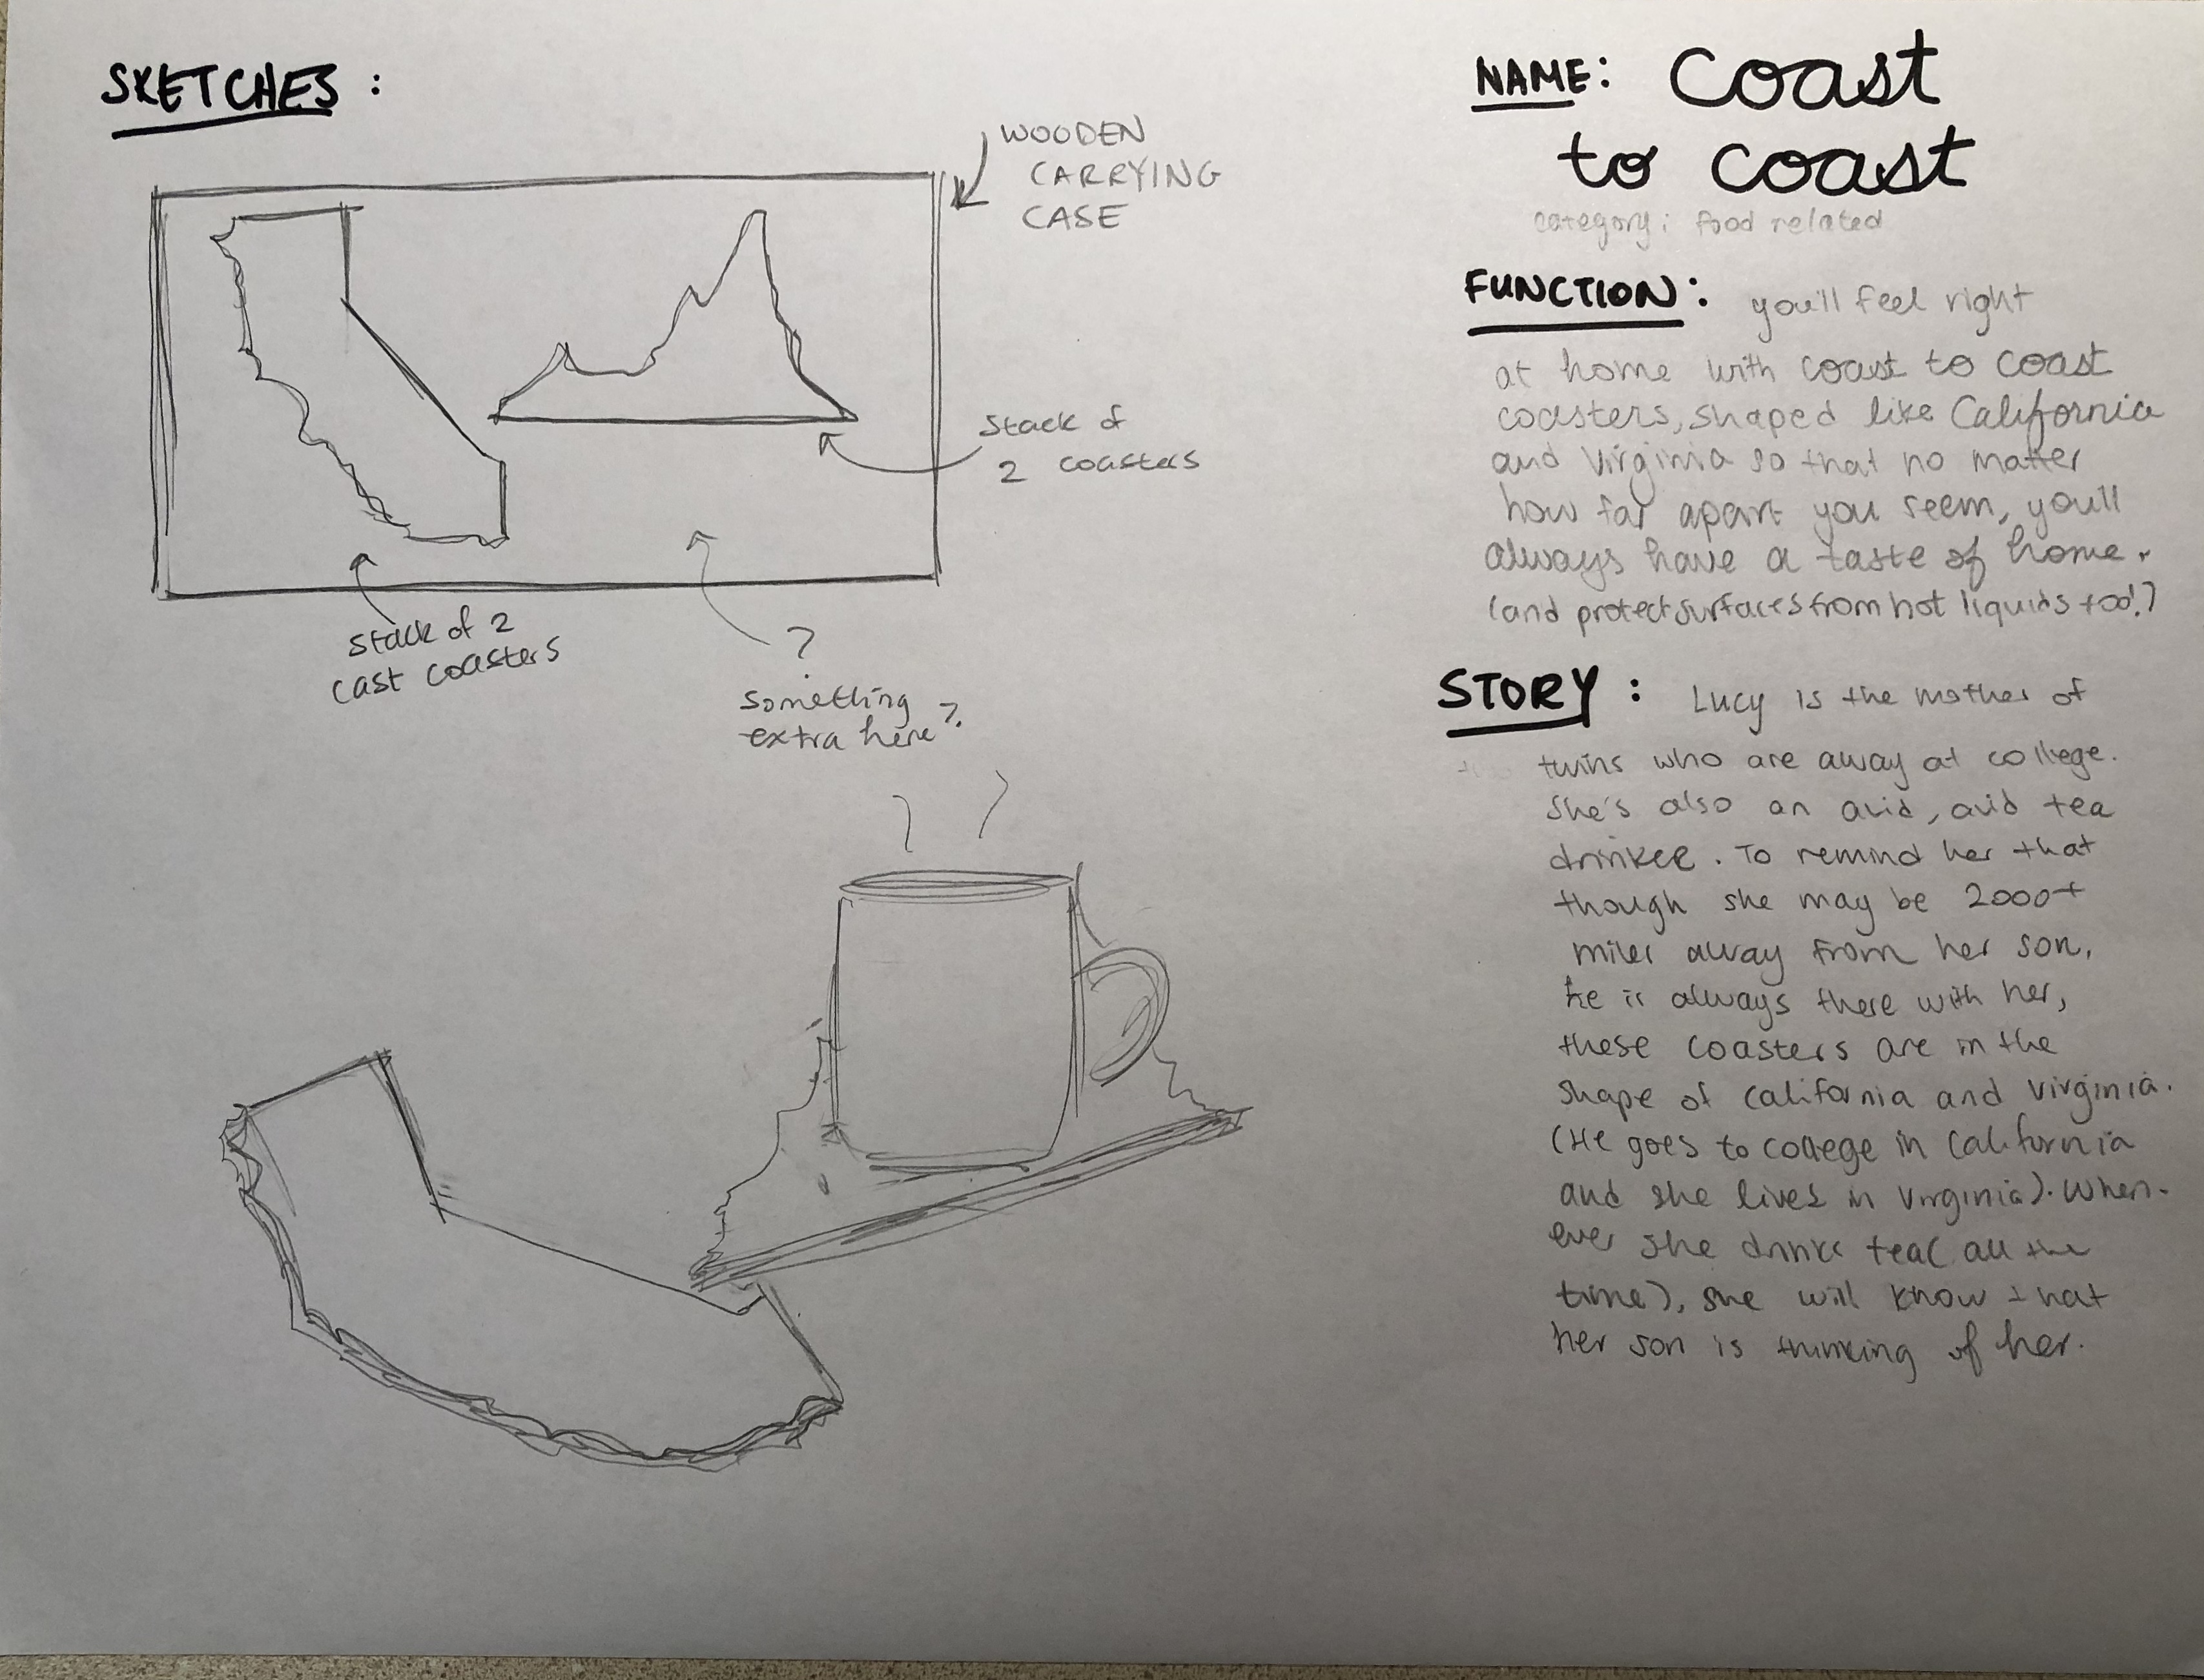 SKETCHES :
WOODEN
CARRYING
CASE
stack of
2 coasters
stack of 2
cast coasters
?
something
extra here?
NAME: Coast
to coast
category: food related
FUNCTION: you'll feel right
at home with coast to coast
coasters, shaped like California
and Virginia so that no matter
how far apart you seem, you'll
always have a taste of home.
(and protect surfaces from hot liquids too!)
STORY: Lucy is the mother of
twins who are away at college.
She's also an avid, avid tea
drinker. To remind her that
though she may be 2000+
miles away from her son,
he is always there with her,
these coasters are in the
shape of California and Virginia.
(He goes to college in California
and she lives in Virginia). When-
ever she drinks tea (all the
time), she will know that
her son is thinking of her.